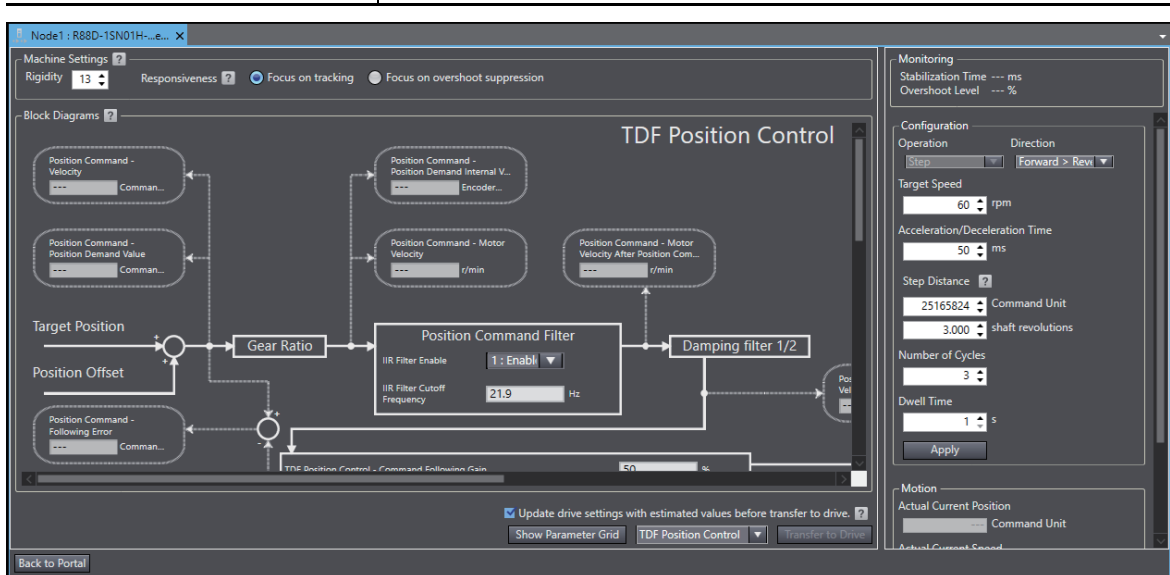 Node1 : R88D-1SN01H-...e...
Machine Settings ?
Rigidity 13 Responsiveness ? Focus on tracking Focus on overshoot suppression
Block Diagrams ?
TDF Position Control
Position Command -
Velocity
--- Comman...
Position Command -
Position Demand Internal V...
--- Encoder...
Position Command -
Position Demand Value
--- Comman...
Position Command - Motor
Velocity
--- r/min
Position Command - Motor
Velocity After Position Com...
--- r/min
Target Position
+
+
Gear Ratio
Position Command Filter
IIR Filter Enable 1 : Enabl
IIR Filter Cutoff
Frequency
21.9 Hz
Damping filter 1/2
Position Offset
Pos
Vel
--
Position Command -
Following Error
--- Comman...
+
-
TDF Position Control - Command Following Gain 50 %
Update drive settings with estimated values before transfer to drive. ?
Show Parameter Grid TDF Position Control Transfer to Drive
Back to Portal
Monitoring
Stabilization Time --- ms
Overshoot Level --- %
Configuration
Operation Direction
Step Forward > Reve
Target Speed
60 rpm
Acceleration/Deceleration Time
50 ms
Step Distance ?
25165824 Command Unit
3.000 shaft revolutions
Number of Cycles
3
Dwell Time
1 s
Apply
Motion
Actual Current Position
--- Command Unit
Actual Current Speed